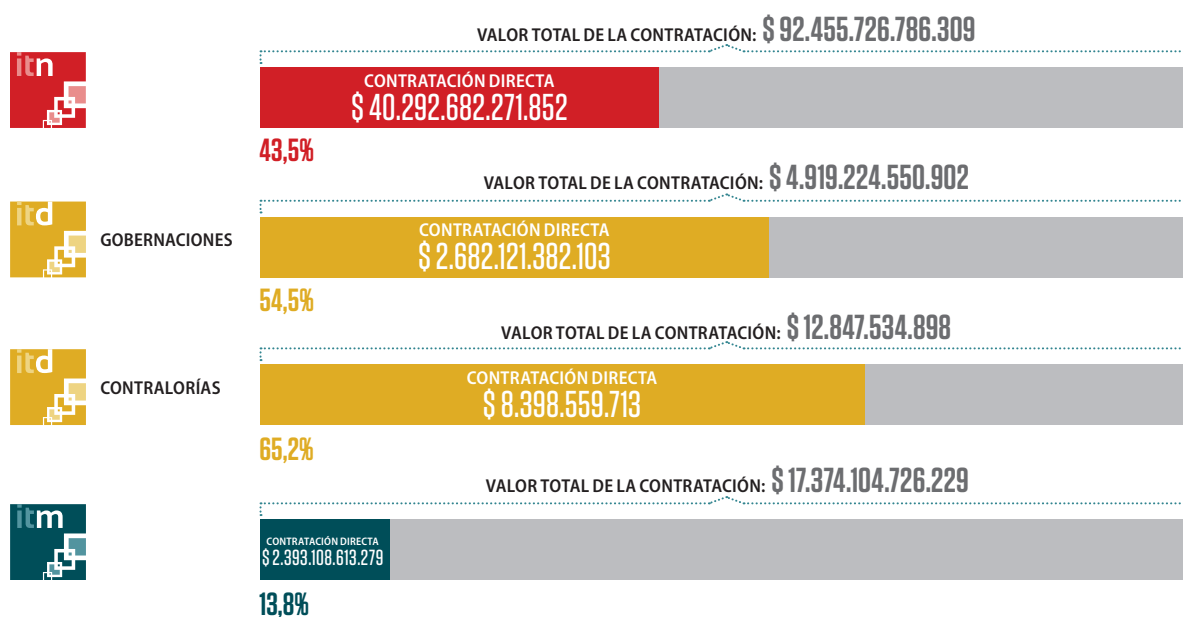 VALOR TOTAL DE LA CONTRATACIÓN: $ 92.455.726.786.309
itn
CONTRATACIÓN DIRECTA
$ 40.292.682.271.852
43,5%
VALOR TOTAL DE LA CONTRATACIÓN: $ 4.919.224.550.902
itd
GOBERNACIONES
CONTRATACIÓN DIRECTA
$ 2.682.121.382.103
54,5%
VALOR TOTAL DE LA CONTRATACIÓN: $ 12.847.534.898
itd
CONTRALORÍAS
CONTRATACIÓN DIRECTA
$ 8.398.559.713
65,2%
VALOR TOTAL DE LA CONTRATACIÓN: $ 17.374.104.726.229
itm
CONTRATACIÓN DIRECTA
$ 2.393.108.613.279
13,8%